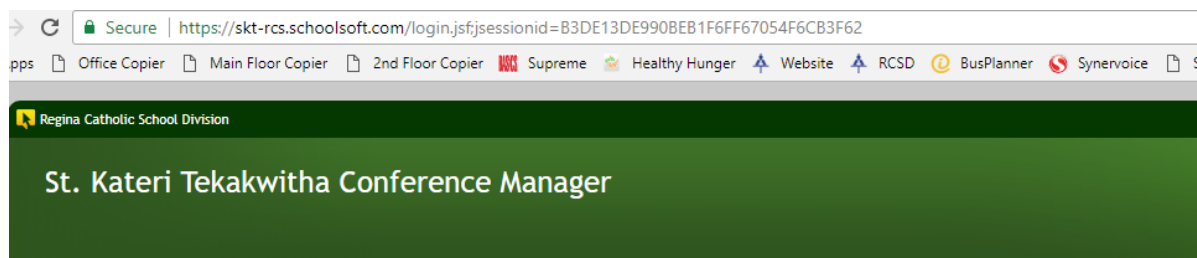 Secure | https://skt-rcs.schoolsoft.com/login.jsf;jsessionid=B3DE13DE990BEB1F6FF67054F6CB3F62
pps Office Copier Main Floor Copier 2nd Floor Copier Supreme Healthy Hunger Website RCSD BusPlanner Synervoice S
Regina Catholic School Division
St. Kateri Tekakwitha Conference Manager